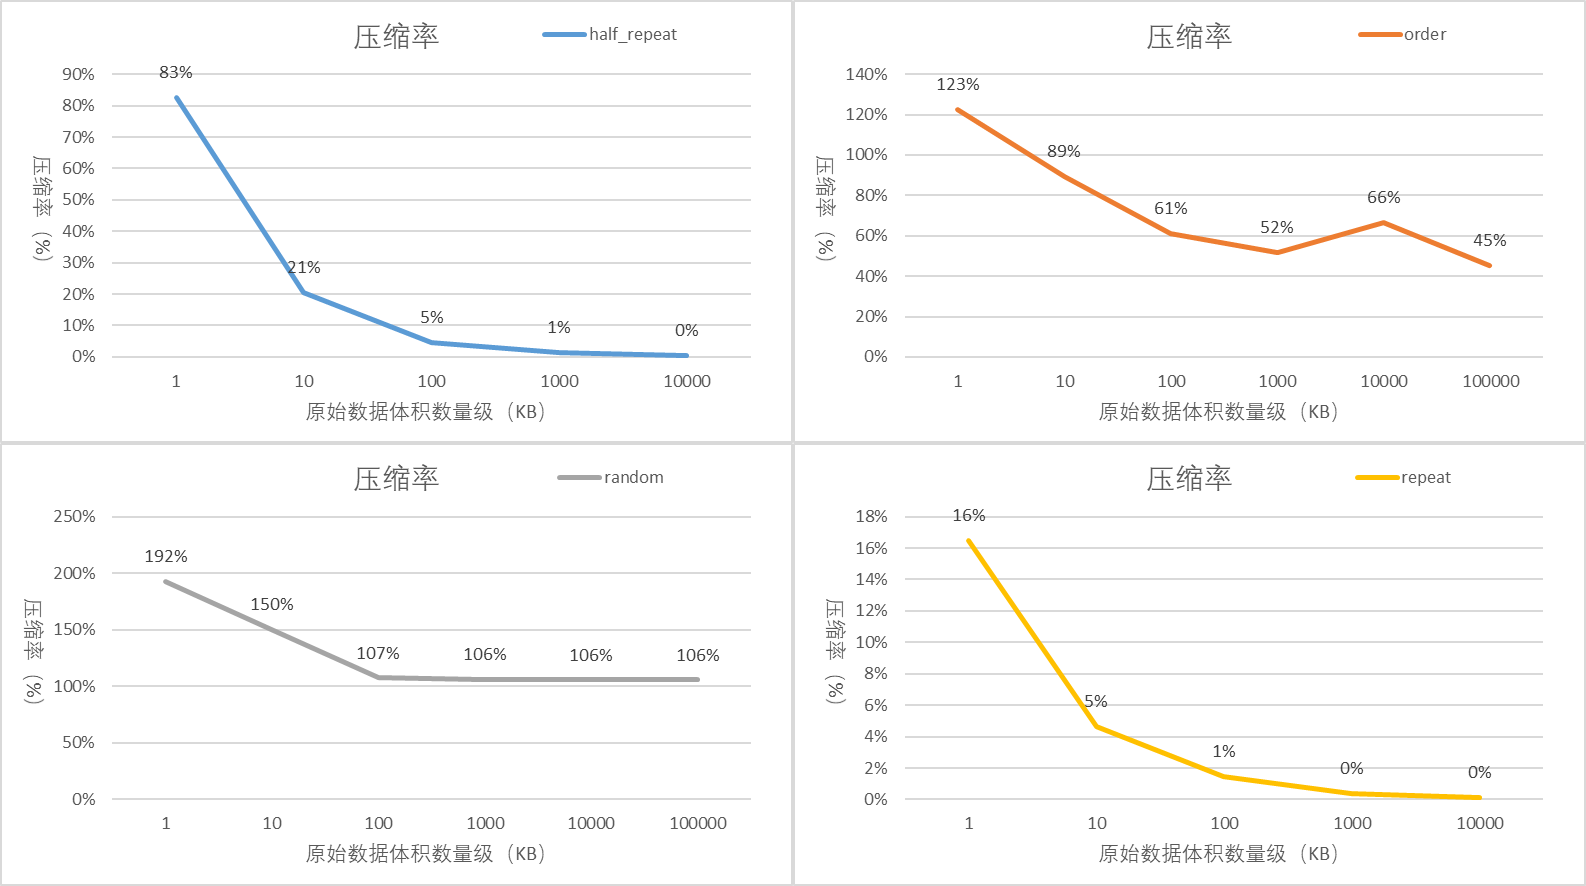 压缩率
half_repeat
90%
80%
70%
60%
50%
40%
30%
20%
10%
0%
83%
21%
5%
1%
0%
压缩率（%）
1 10 100 1000 10000
原始数据体积数量级（KB）
压缩率
order
140%
120%
100%
80%
60%
40%
20%
0%
123%
89%
61%
52%
66%
45%
压缩率（%）
1 10 100 1000 10000 100000
原始数据体积数量级（KB）
压缩率
random
250%
200%
150%
100%
50%
0%
192%
150%
107%
106%
106%
106%
压缩率（%）
1 10 100 1000 10000 100000
原始数据体积数量级（KB）
压缩率
repeat
18%
16%
14%
12%
10%
8%
6%
4%
2%
0%
16%
5%
1%
0%
0%
压缩率（%）
1 10 100 1000 10000
原始数据体积数量级（KB）